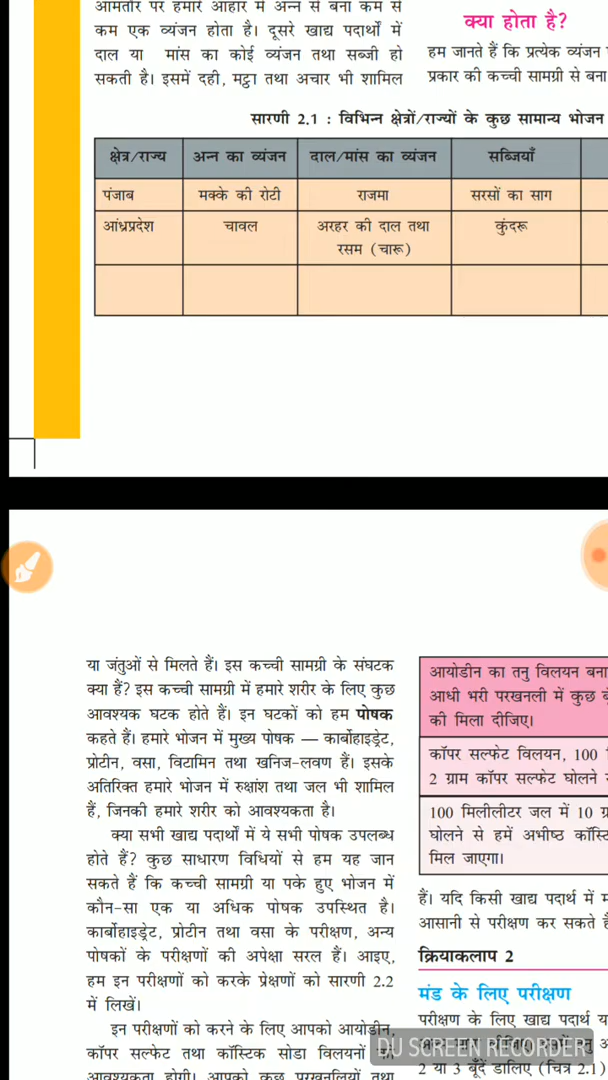 आमतौर पर हमारे आहार में अन्न से बना कम से
कम एक व्यंजन होता है। दूसरे खाद्य पदार्थों में
दाल या मांस का कोई व्यंजन तथा सब्जी हो
सकती है। इसमें दही, मट्ठा तथा अचार भी शामिल
क्या होता है?
हम जानते हैं कि प्रत्येक व्यंजन
प्रकार की कच्ची सामग्री से बना
सारणी 2.1 : विभिन्न क्षेत्रों/राज्यों के कुछ सामान्य भोजन
क्षेत्र/राज्य अन्न का व्यंजन दाल/मांस का व्यंजन सब्जियाँ
पंजाब मक्के की रोटी राजमा सरसों का साग
आंध्रप्रदेश चावल अरहर की दाल तथा कुंदरू
रसम (चारू)
या जंतुओं से मिलते हैं। इस कच्ची सामग्री के संघटक
क्या हैं? इस कच्ची सामग्री में हमारे शरीर के लिए कुछ
आवश्यक घटक होते हैं। इन घटकों को हम पोषक
कहते हैं। हमारे भोजन में मुख्य पोषक — कार्बोहाइड्रेट,
प्रोटीन, वसा, विटामिन तथा खनिज-लवण हैं। इसके
अतिरिक्त हमारे भोजन में रुक्षांश तथा जल भी शामिल
हैं, जिनकी हमारे शरीर को आवश्यकता है।
क्या सभी खाद्य पदार्थों में ये सभी पोषक उपलब्ध
होते हैं? कुछ साधारण विधियों से हम यह जान
सकते हैं कि कच्ची सामग्री या पके हुए भोजन में
कौन-सा एक या अधिक पोषक उपस्थित है।
कार्बोहाइड्रेट, प्रोटीन तथा वसा के परीक्षण, अन्य
पोषकों के परीक्षणों की अपेक्षा सरल हैं। आइए,
हम इन परीक्षणों को करके प्रेक्षणों को सारणी 2.2
में लिखें।
इन परीक्षणों को करने के लिए आपको आयोडीन,
कॉपर सल्फेट तथा कॉस्टिक सोडा विलयनों की
आवश्यकता होगी। आपको कुछ परखनलियों तथा
आयोडीन का तनु विलयन बना
आधी भरी परखनली में कुछ
की मिला दीजिए।
कॉपर सल्फेट विलयन, 100
2 ग्राम कॉपर सल्फेट घोलने
100 मिलीलीटर जल में 10
घोलने से हमें अभीष्ठ
मिल जाएगा।
हैं। यदि किसी खाद्य पदार्थ में
आसानी से परीक्षण कर सकते
क्रियाकलाप 2
मंड के लिए परीक्षण
परीक्षण के लिए खाद्य पदार्थ
2 या 3 बूँदें डालिए (चित्र 2.1)
DU SCREEN RECORDER